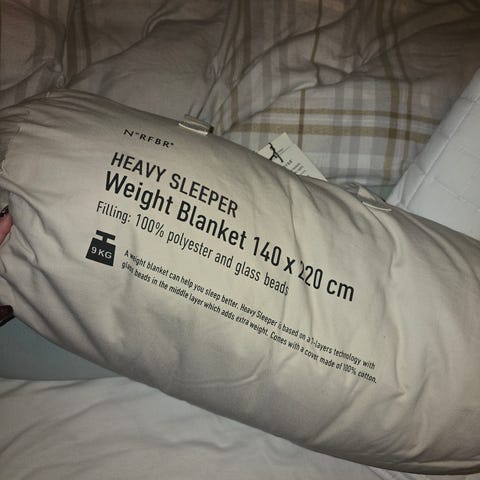 N°RFBR°
HEAVY SLEEPER
Weight Blanket 140 x 220 cm
Filling: 100% polyester and glass beads
9 KG
A weight blanket can help you sleep better. Heavy Sleeper is based on a 7-layers technology with
glass beads in the middle layer which adds extra weight. Comes with a cover made of 100% cotton.